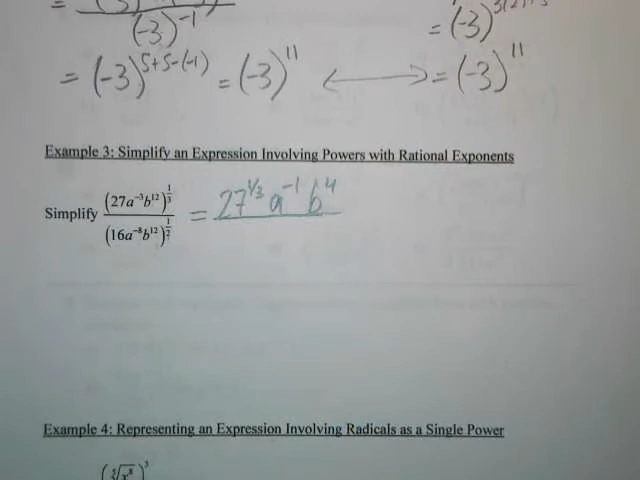 = (-3)
(-3)^-1
= (-3)^3(2)+5
= (-3)^5+5-(-1) = (-3)^11 ⟷ = (-3)^11
Example 3: Simplify an Expression Involving Powers with Rational Exponents
Simplify (27a^-3b^12)^1/3 / (16a^-8b^12)^1/2 = 27^1/3 a^-1 b^4
Example 4: Representing an Expression Involving Radicals as a Single Power